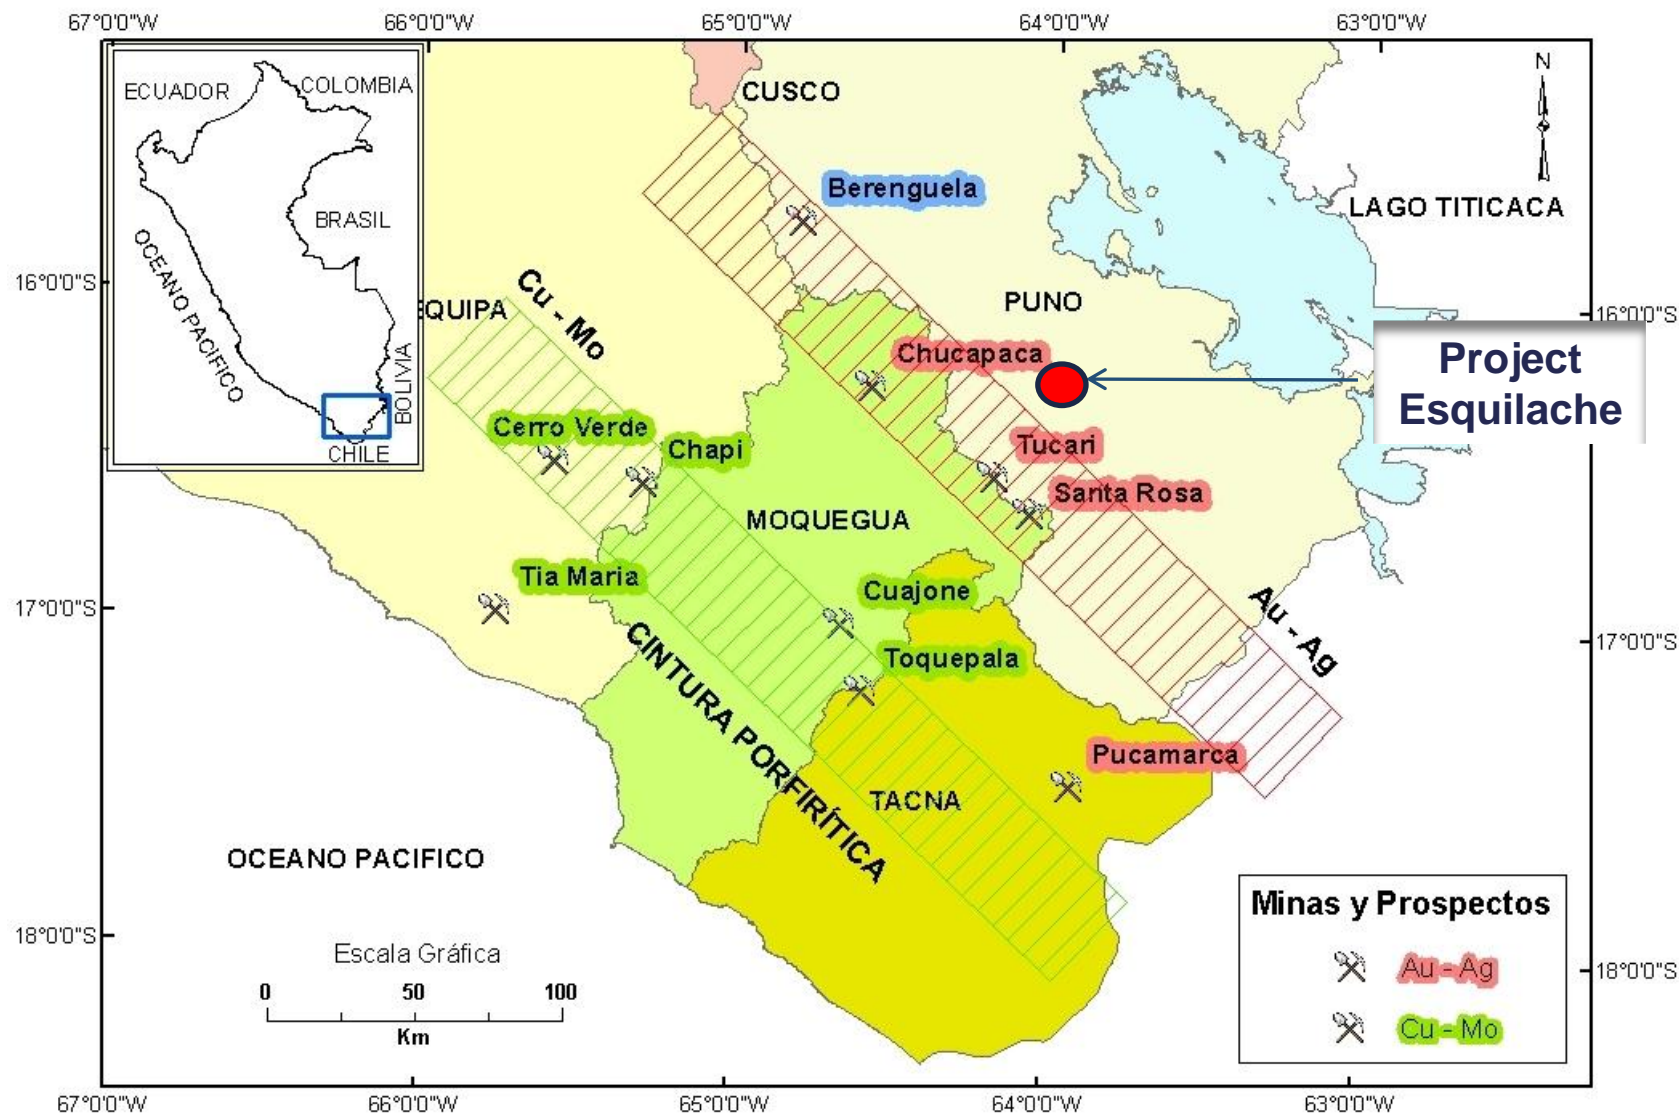 67°0'0"W 66°0'0"W 65°0'0"W 64°0'0"W 63°0'0"W
ECUADOR
COLOMBIA
BRASIL
OCEANO PACIFICO
BOLIVIA
CHILE
N
CUSCO
Berenguela
LAGO TITICACA
16°0'0"S
16°0'0"S
Cu - Mo
EQUIPA
PUNO
Project
Esquilache
Chucapaca
Cerro Verde
Chapi
Tucari
Santa Rosa
MOQUEGUA
Tia Maria
Cuajone
17°0'0"S
17°0'0"S
Au - Ag
Toquepala
CINTURA PORFIRÍTICA
Pucamarca
TACNA
OCEANO PACIFICO
Minas y Prospectos
Au - Ag
Cu - Mo
18°0'0"S
18°0'0"S
Escala Gráfica
0 50 100
Km
67°0'0"W 66°0'0"W 65°0'0"W 64°0'0"W 63°0'0"W